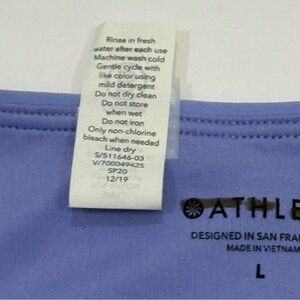 Rinse in fresh
water after each use
Machine wash cold
Gentle cycle with
like color using
mild detergent
Do not dry clean
Do not store
when wet
Do not iron
Only non-chlorine
bleach when needed
Line dry
S/511646-03
V/700049425
SP20
12/19
ATHLE
DESIGNED IN SAN FRA
MADE IN VIETNAM
L